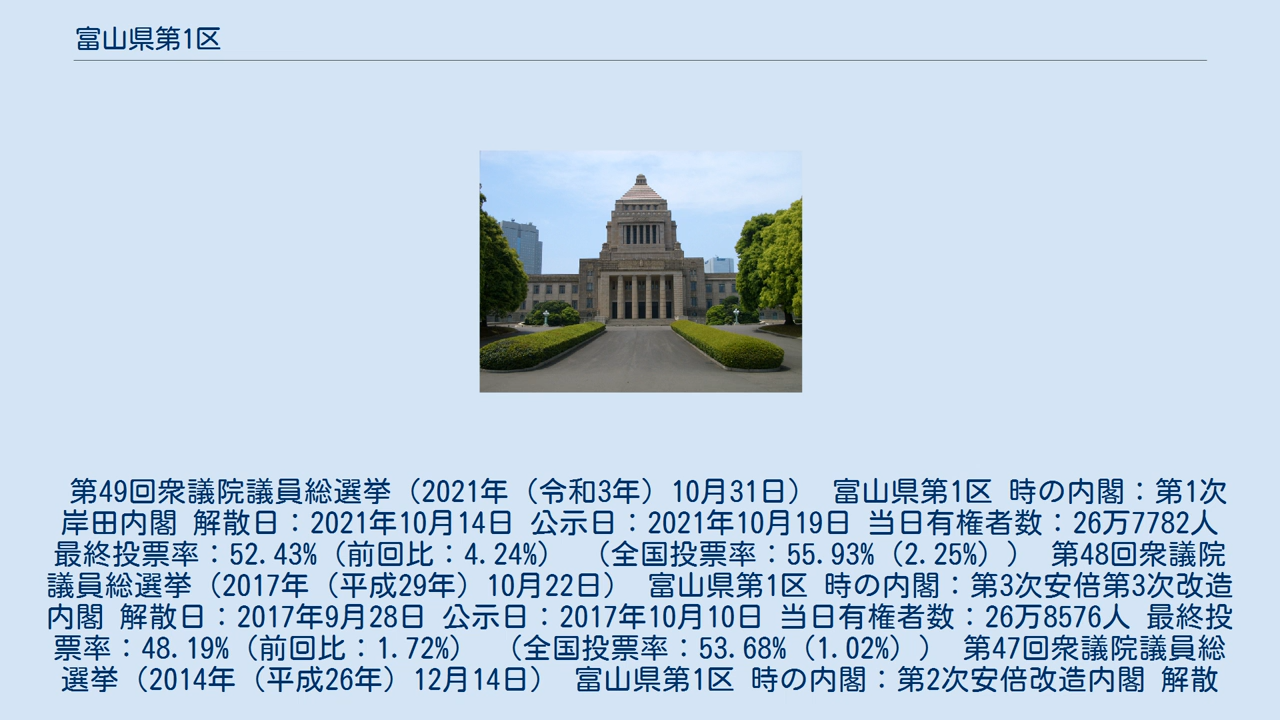 富山県第1区
第49回衆議院議員総選挙（2021年（令和3年）10月31日） 富山県第1区 時の内閣：第1次
岸田内閣 解散日：2021年10月14日 公示日：2021年10月19日 当日有権者数：26万7782人
最終投票率：52.43%（前回比：4.24%） （全国投票率：55.93%（2.25%）） 第48回衆議院
議員総選挙（2017年（平成29年）10月22日） 富山県第1区 時の内閣：第3次安倍第3次改造
内閣 解散日：2017年9月28日 公示日：2017年10月10日 当日有権者数：26万8576人 最終投
票率：48.19%（前回比：1.72%） （全国投票率：53.68%（1.02%）） 第47回衆議院議員総
選挙（2014年（平成26年）12月14日） 富山県第1区 時の内閣：第2次安倍改造内閣 解散